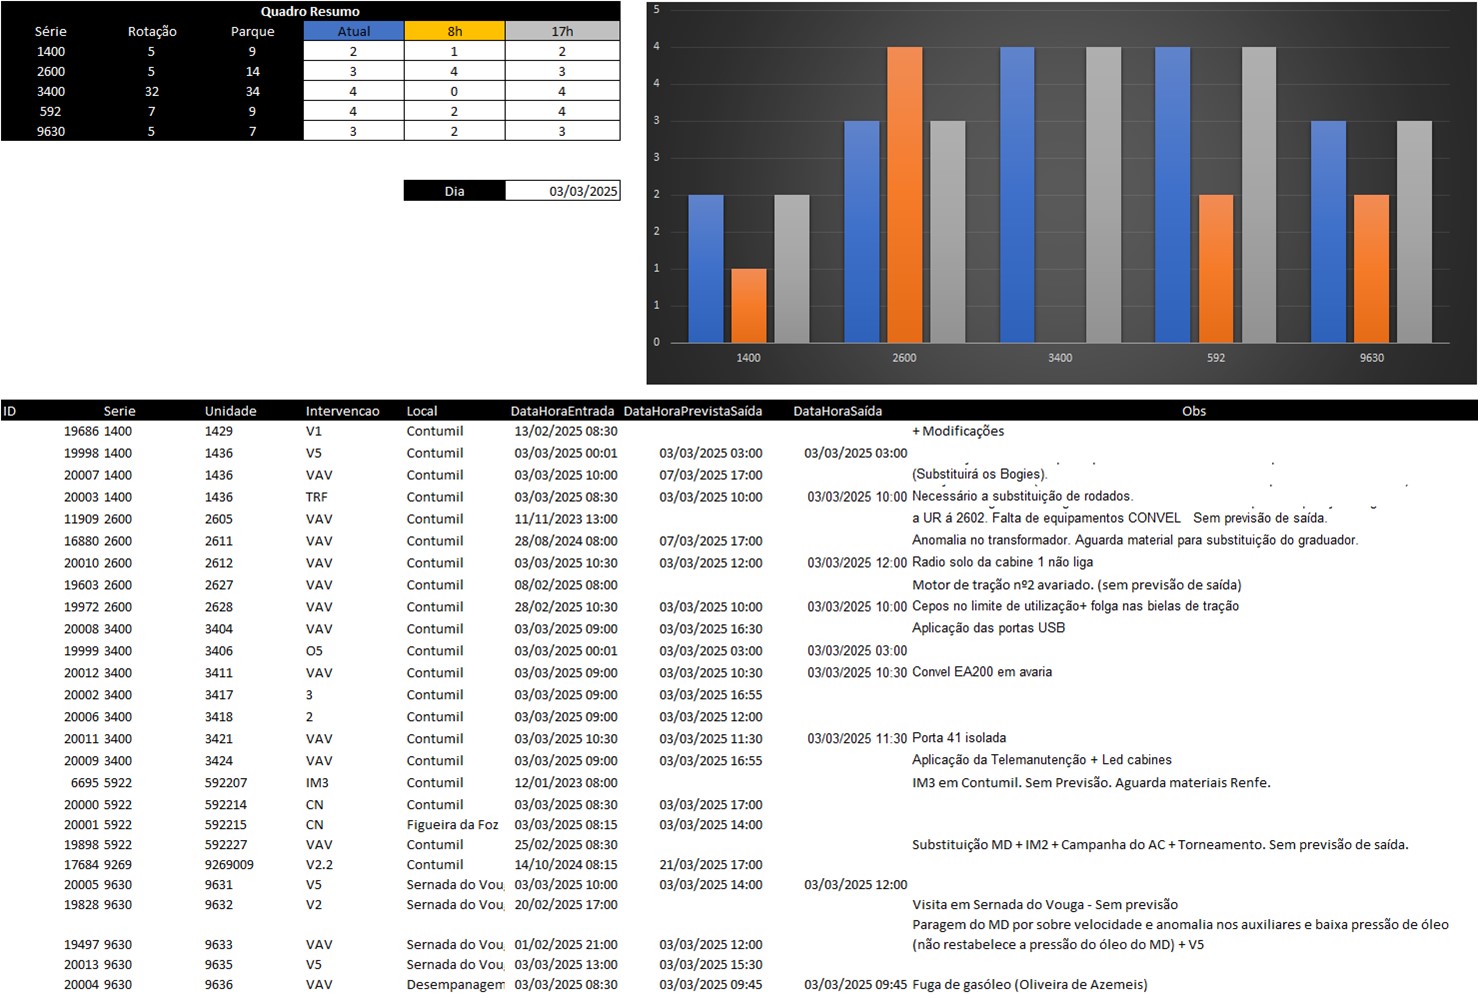 Quadro Resumo
Série Rotação Parque Atual 8h 17h
1400 5 9 2 1 2
2600 5 14 3 4 3
3400 32 34 4 0 4
592 7 9 4 2 4
9630 5 7 3 2 3
Dia 03/03/2025
5
4
4
3
3
2
2
1
1
0
1400 2600 3400 592 9630
ID Serie Unidade Intervencao Local DataHoraEntrada DataHoraPrevistaSaída DataHoraSaída Obs
19686 1400 1429 V1 Contumil 13/02/2025 08:30 + Modificações
19998 1400 1436 V5 Contumil 03/03/2025 00:01 03/03/2025 03:00 03/03/2025 03:00
20007 1400 1436 VAV Contumil 03/03/2025 10:00 07/03/2025 17:00 (Substituirá os Bogies).
20003 1400 1436 TRF Contumil 03/03/2025 08:30 03/03/2025 10:00 03/03/2025 10:00 Necessário a substituição de rodados.
11909 2600 2605 VAV Contumil 11/11/2023 13:00 a UR á 2602. Falta de equipamentos CONVEL Sem previsão de saída.
16880 2600 2611 VAV Contumil 28/08/2024 08:00 07/03/2025 17:00 Anomalia no transformador. Aguarda material para substituição do graduador.
20010 2600 2612 VAV Contumil 03/03/2025 10:30 03/03/2025 12:00 03/03/2025 12:00 Radio solo da cabine 1 não liga
19603 2600 2627 VAV Contumil 08/02/2025 08:00 Motor de tração nº2 avariado. (sem previsão de saída)
19972 2600 2628 VAV Contumil 28/02/2025 10:30 03/03/2025 10:00 03/03/2025 10:00 Cepos no limite de utilização+ folga nas bielas de tração
20008 3400 3404 VAV Contumil 03/03/2025 09:00 03/03/2025 16:30 Aplicação das portas USB
19999 3400 3406 O5 Contumil 03/03/2025 00:01 03/03/2025 03:00 03/03/2025 03:00
20012 3400 3411 VAV Contumil 03/03/2025 09:00 03/03/2025 10:30 03/03/2025 10:30 Convel EA200 em avaria
20002 3400 3417 3 Contumil 03/03/2025 09:00 03/03/2025 16:55
20006 3400 3418 2 Contumil 03/03/2025 09:00 03/03/2025 12:00
20011 3400 3421 VAV Contumil 03/03/2025 10:30 03/03/2025 11:30 03/03/2025 11:30 Porta 41 isolada
20009 3400 3424 VAV Contumil 03/03/2025 09:00 03/03/2025 16:55 Aplicação da Telemanutenção + Led cabines
6695 5922 592207 IM3 Contumil 12/01/2023 08:00 IM3 em Contumil. Sem Previsão. Aguarda materiais Renfe.
20000 5922 592214 CN Contumil 03/03/2025 08:30 03/03/2025 17:00
20001 5922 592215 CN Figueira da Foz 03/03/2025 08:15 03/03/2025 14:00
19898 5922 592227 VAV Contumil 25/02/2025 08:30 Substituição MD + IM2 + Campanha do AC + Torneamento. Sem previsão de saída.
17684 9269 9269009 V2.2 Contumil 14/10/2024 08:15 21/03/2025 17:00
20005 9630 9631 V5 Sernada do Vou 03/03/2025 10:00 03/03/2025 14:00 03/03/2025 12:00
19828 9630 9632 V2 Sernada do Vou 20/02/2025 17:00 Visita em Sernada do Vouga - Sem previsão
Paragem do MD por sobre velocidade e anomalia nos auxiliares e baixa pressão de óleo
19497 9630 9633 VAV Sernada do Vou 01/02/2025 21:00 03/03/2025 12:00 (não restabelece a pressão do óleo do MD) + V5
20013 9630 9635 V5 Sernada do Vou 03/03/2025 13:00 03/03/2025 15:30
20004 9630 9636 VAV Desempanagem 03/03/2025 08:30 03/03/2025 09:45 03/03/2025 09:45 Fuga de gasóleo (Oliveira de Azemeis)